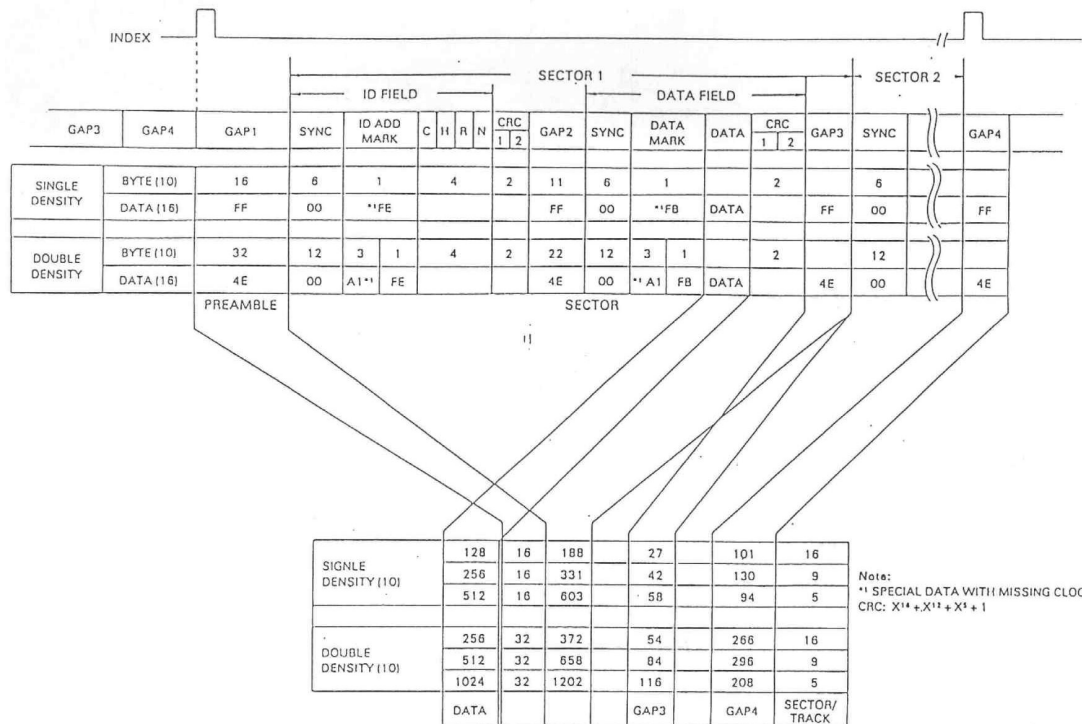 INDEX
SECTOR 1 SECTOR 2
ID FIELD DATA FIELD
GAP3 GAP4 GAP1 SYNC ID ADD MARK C H R N CRC 1 2 GAP2 SYNC DATA MARK DATA CRC 1 2 GAP3 SYNC GAP4
SINGLE DENSITY BYTE (10) 16 6 1 4 2 11 6 1 2 6
DATA (16) FF 00 *1FE FF 00 *1FB DATA FF 00 FF
DOUBLE DENSITY BYTE (10) 32 12 3 1 4 2 22 12 3 1 2 12
DATA (16) 4E 00 A1*1 FE 4E 00 *1 A1 FB DATA 4E 00 4E
PREAMBLE SECTOR
SIGNLE DENSITY (10) 128 16 188 27 101 16
256 16 331 42 130 9
512 16 603 58 94 5
DOUBLE DENSITY (10) 256 32 372 54 266 16
512 32 658 84 296 9
1024 32 1202 116 208 5
DATA GAP3 GAP4 SECTOR/TRACK
Note:
*1 SPECIAL DATA WITH MISSING CLOC
CRC: X¹⁶ + X¹² + X⁵ + 1